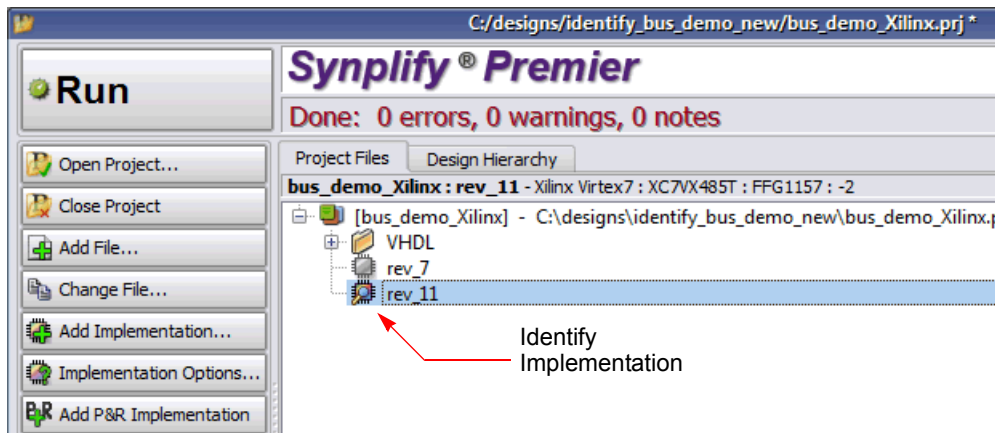 C:/designs/identify_bus_demo_new/bus_demo_Xilinx.prj *
Run
Synplify ® Premier
Done: 0 errors, 0 warnings, 0 notes
Open Project...
Close Project
Add File...
Change File...
Add Implementation...
Implementation Options...
P&R Add P&R Implementation
Project Files Design Hierarchy
bus_demo_Xilinx : rev_11 - Xilinx Virtex7 : XC7VX485T : FFG1157 : -2
[bus_demo_Xilinx] - C:\designs\identify_bus_demo_new\bus_demo_Xilinx.p
VHDL
rev_7
rev_11
Identify
Implementation